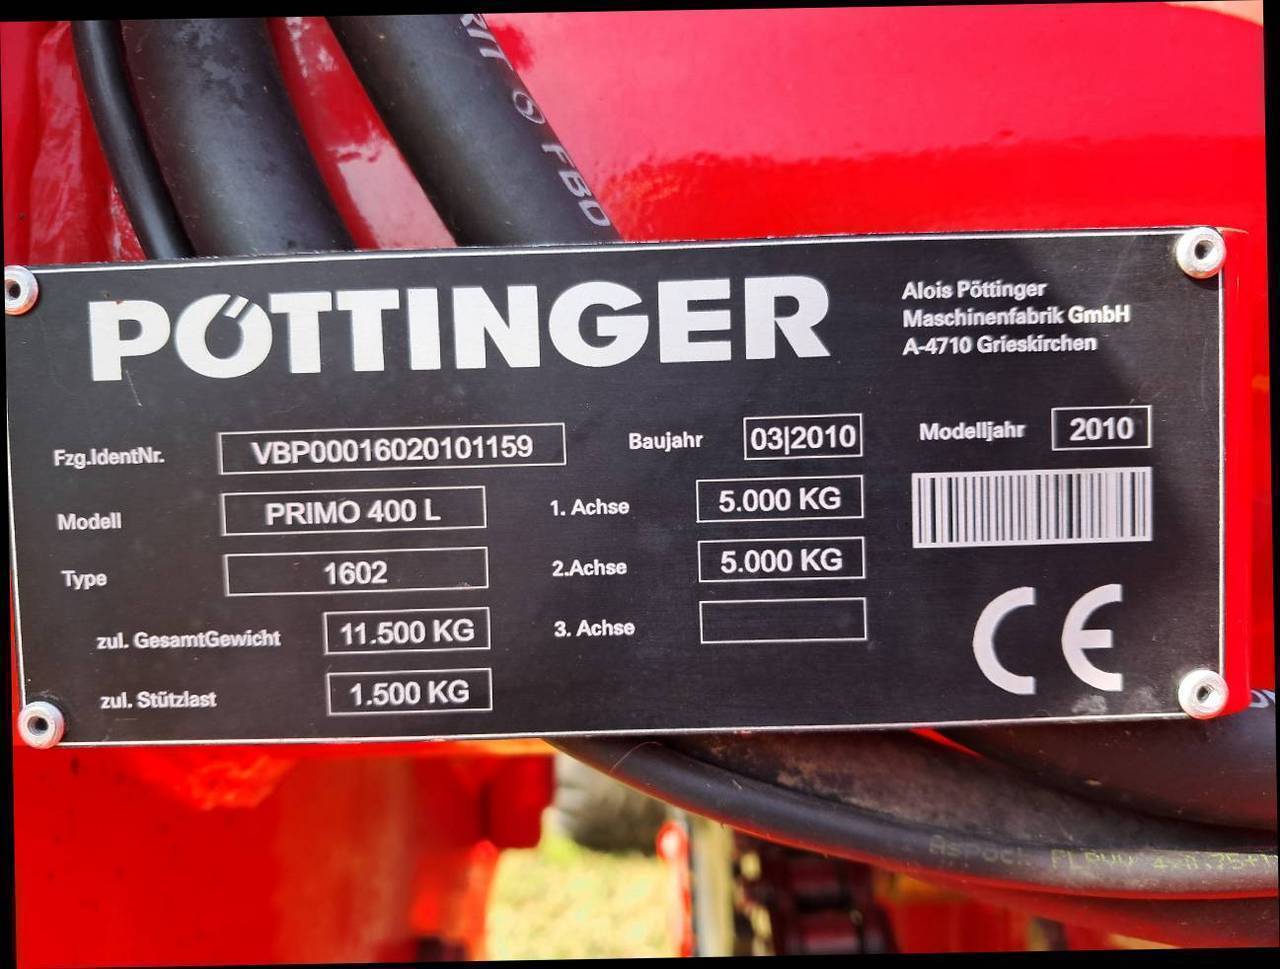 RIT FBD
PÖTTINGER
Alois Pöttinger
Maschinenfabrik GmbH
A-4710 Grieskirchen
Fzg.IdentNr. VBP00016020101159 Baujahr 03|2010 Modelljahr 2010
Modell PRIMO 400 L 1. Achse 5.000 KG
Type 1602 2.Achse 5.000 KG
zul. GesamtGewicht 11.500 KG 3. Achse
zul. Stützlast 1.500 KG
CE